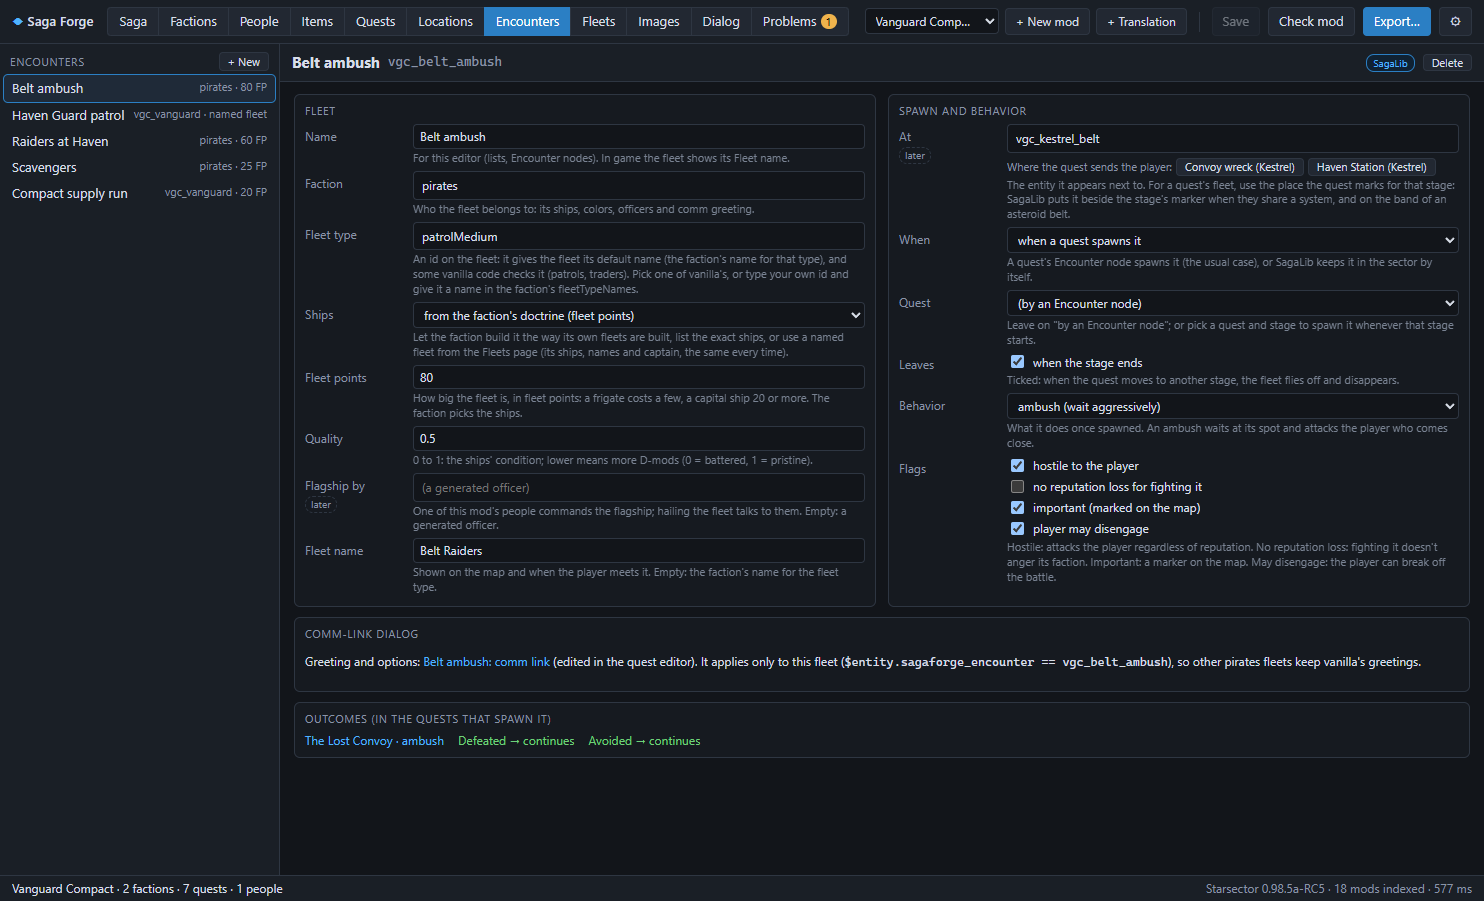 Saga Forge
Saga
Factions
People
Items
Quests
Locations
Encounters
Fleets
Images
Dialog
Problems 1
Vanguard Comp...
+ New mod
+ Translation
Save
Check mod
Export...
ENCOUNTERS
+ New
Belt ambush
pirates · 80 FP
Haven Guard patrol
vgc_vanguard · named fleet
Raiders at Haven
pirates · 60 FP
Scavengers
pirates · 25 FP
Compact supply run
vgc_vanguard · 20 FP
Belt ambush vgc_belt_ambush
SagaLib
Delete
FLEET
Name
Belt ambush
For this editor (lists, Encounter nodes). In game the fleet shows its Fleet name.
Faction
pirates
Who the fleet belongs to: its ships, colors, officers and comm greeting.
Fleet type
patrolMedium
An id on the fleet: it gives the fleet its default name (the faction's name for that type), and
some vanilla code checks it (patrols, traders). Pick one of vanilla's, or type your own id and
give it a name in the faction's fleetTypeNames.
Ships
from the faction's doctrine (fleet points)
Let the faction build it the way its own fleets are built, list the exact ships, or use a named
fleet from the Fleets page (its ships, names and captain, the same every time).
Fleet points
80
How big the fleet is, in fleet points: a frigate costs a few, a capital ship 20 or more. The
faction picks the ships.
Quality
0.5
0 to 1: the ships' condition; lower means more D-mods (0 = battered, 1 = pristine).
Flagship by
later
(a generated officer)
One of this mod's people commands the flagship; hailing the fleet talks to them. Empty: a
generated officer.
Fleet name
Belt Raiders
Shown on the map and when the player meets it. Empty: the faction's name for the fleet
type.
SPAWN AND BEHAVIOR
At
later
vgc_kestrel_belt
Where the quest sends the player: Convoy wreck (Kestrel) Haven Station (Kestrel)
The entity it appears next to. For a quest's fleet, use the place the quest marks for that stage:
SagaLib puts it beside the stage's marker when they share a system, and on the band of an
asteroid belt.
When
when a quest spawns it
A quest's Encounter node spawns it (the usual case), or SagaLib keeps it in the sector by
itself.
Quest
(by an Encounter node)
Leave on "by an Encounter node"; or pick a quest and stage to spawn it whenever that stage
starts.
Leaves
when the stage ends
Ticked: when the quest moves to another stage, the fleet flies off and disappears.
Behavior
ambush (wait aggressively)
What it does once spawned. An ambush waits at its spot and attacks the player who comes
close.
Flags
hostile to the player
no reputation loss for fighting it
important (marked on the map)
player may disengage
Hostile: attacks the player regardless of reputation. No reputation loss: fighting it doesn't
anger its faction. Important: a marker on the map. May disengage: the player can break off
the battle.
COMM-LINK DIALOG
Greeting and options: Belt ambush: comm link (edited in the quest editor). It applies only to this fleet ($entity.sagaforge_encounter == vgc_belt_ambush), so other pirates fleets keep vanilla's greetings.
OUTCOMES (IN THE QUESTS THAT SPAWN IT)
The Lost Convoy · ambush Defeated → continues Avoided → continues
Vanguard Compact · 2 factions · 7 quests · 1 people
Starsector 0.98.5a-RC5 · 18 mods indexed · 577 ms